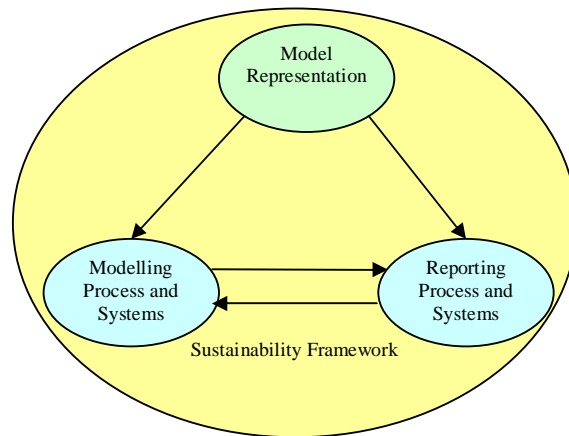 Model
Representation
Modelling
Process and
Systems
Reporting
Process and
Systems
Sustainability Framework